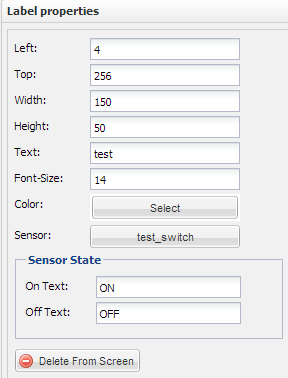 Label properties
Left: 4
Top: 256
Width: 150
Height: 50
Text: test
Font-Size: 14
Color: Select
Sensor: test_switch
Sensor State
On Text: ON
Off Text: OFF
Delete From Screen